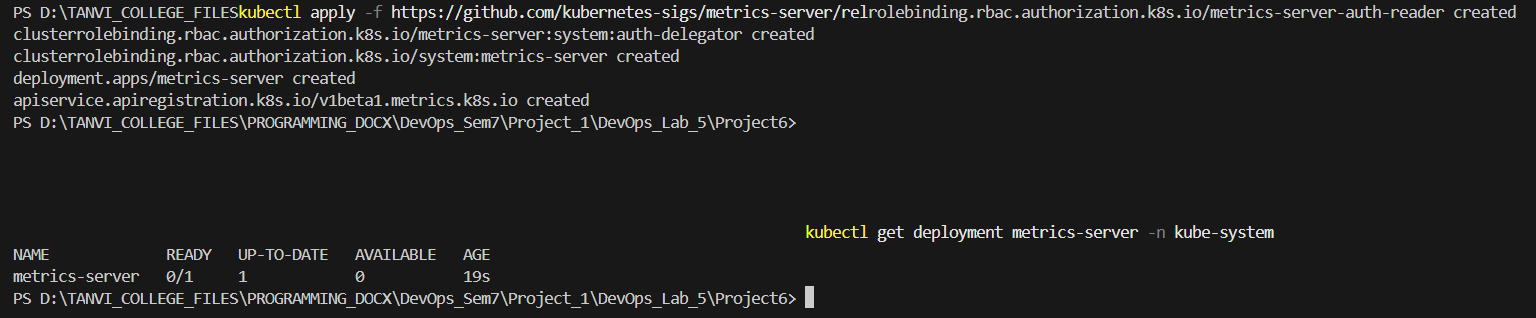 PS D:\TANVI_COLLEGE_FILESkubectl apply -f https://github.com/kubernetes-sigs/metrics-server/relrolebinding.rbac.authorization.k8s.io/metrics-server-auth-reader created
clusterrolebinding.rbac.authorization.k8s.io/metrics-server:system:auth-delegator created
clusterrolebinding.rbac.authorization.k8s.io/system:metrics-server created
deployment.apps/metrics-server created
apiservice.apiregistration.k8s.io/v1beta1.metrics.k8s.io created
PS D:\TANVI_COLLEGE_FILES\PROGRAMMING_DOCX\DevOps_Sem7\Project_1\DevOps_Lab_5\Project6>
kubectl get deployment metrics-server -n kube-system
NAME READY UP-TO-DATE AVAILABLE AGE
metrics-server 0/1 1 0 19s
PS D:\TANVI_COLLEGE_FILES\PROGRAMMING_DOCX\DevOps_Sem7\Project_1\DevOps_Lab_5\Project6>